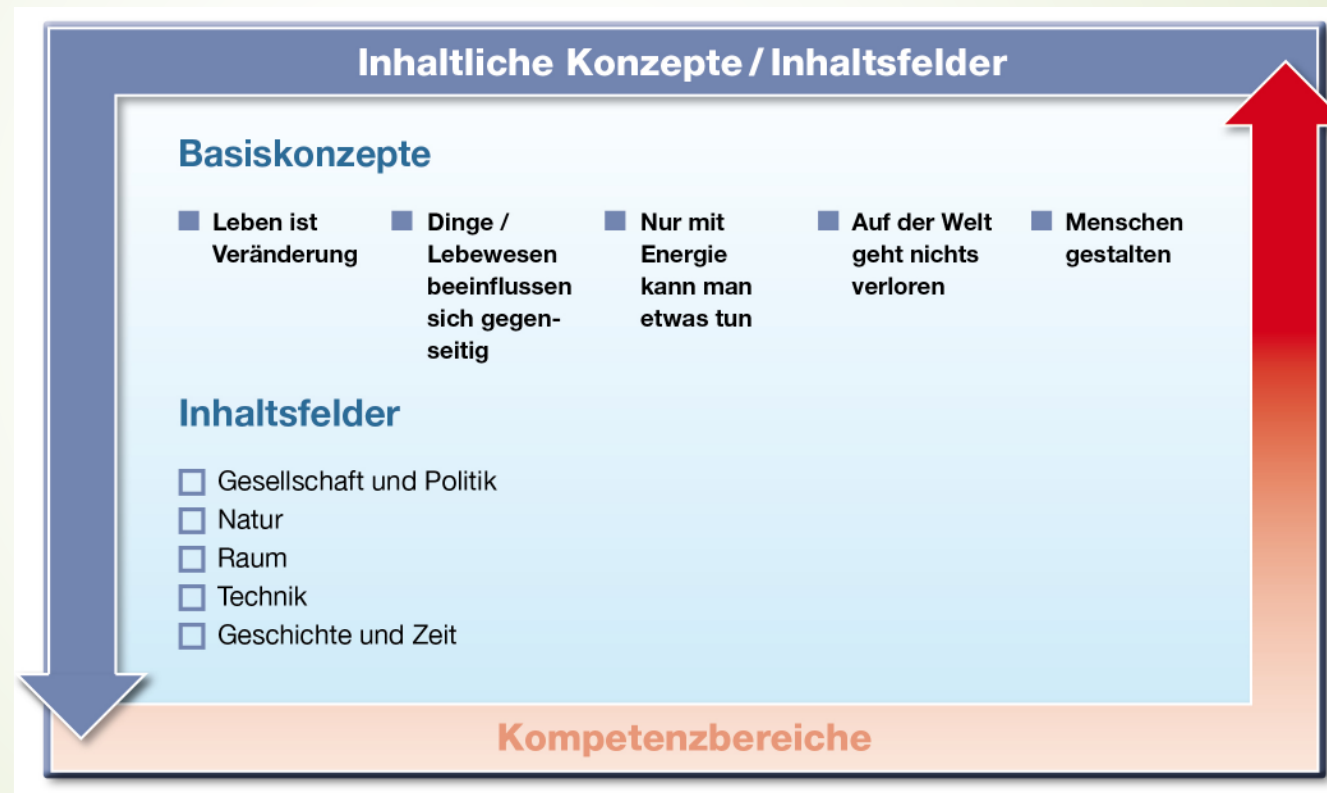 Inhaltliche Konzepte / Inhaltsfelder
Basiskonzepte
Leben ist
Veränderung
Dinge /
Lebewesen
beeinflussen
sich gegen-
seitig
Nur mit
Energie
kann man
etwas tun
Auf der Welt
geht nichts
verloren
Menschen
gestalten
Inhaltsfelder
Gesellschaft und Politik
Natur
Raum
Technik
Geschichte und Zeit
Kompetenzbereiche